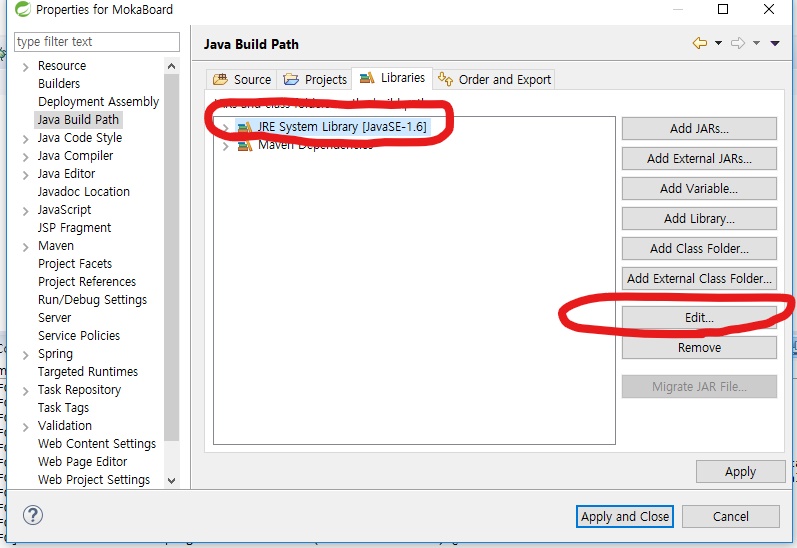 Properties for MokaBoard
type filter text
Resource
Builders
Deployment Assembly
Java Build Path
Java Code Style
Java Compiler
Java Editor
Javadoc Location
JavaScript
JSP Fragment
Maven
Project Facets
Project References
Run/Debug Settings
Server
Service Policies
Spring
Targeted Runtimes
Task Repository
Task Tags
Validation
Web Content Settings
Web Page Editor
Web Project Settings
Java Build Path
Source Projects Libraries Order and Export
JRE System Library [JavaSE-1.6]
Maven Dependencies
Add JARs...
Add External JARs...
Add Variable...
Add Library...
Add Class Folder...
Add External Class Folder...
Edit...
Remove
Migrate JAR File...
Apply
Apply and Close
Cancel